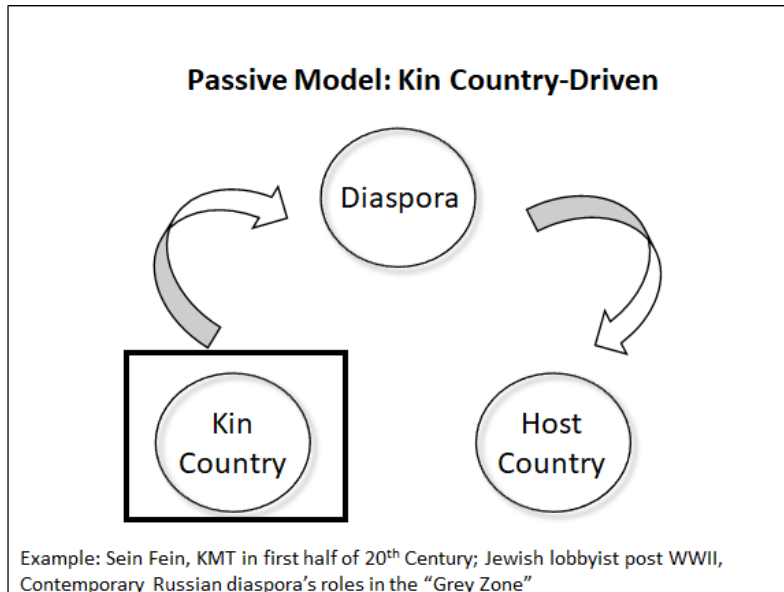 Passive Model: Kin Country-Driven
Diaspora
Kin
Country
Host
Country
Example: Sein Fein, KMT in first half of 20th Century; Jewish lobbyist post WWII,
Contemporary Russian diaspora's roles in the “Grey Zone”